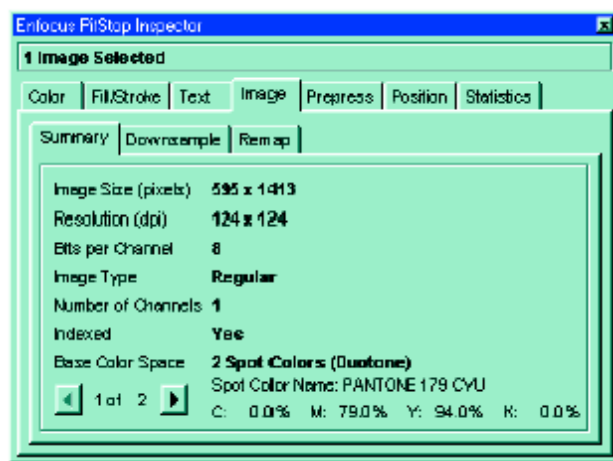 Enfocus PitStop Inspector
1 Image Selected
Color Fill/Stroke Text Image Prepress Position Statistics
Summary Downsample Remap
Image Size (pixels) 595 x 1413
Resolution (dpi) 124 x 124
Bits per Channel 8
Image Type Regular
Number of Channels 1
Indexed Yes
Base Color Space 2 Spot Colors (Duotone)
Spot Color Name: PANTONE 179 CVU
1 of 2
C: 0.0% M: 79.0% Y: 94.0% K: 0.0%